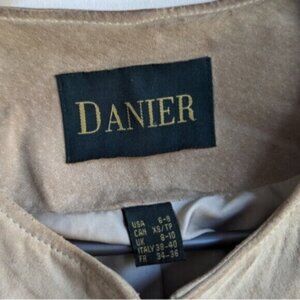 DANIER
USA 6-8
CAN XS/TP
UK 8-10
ITALY 38-40
FR 34-36